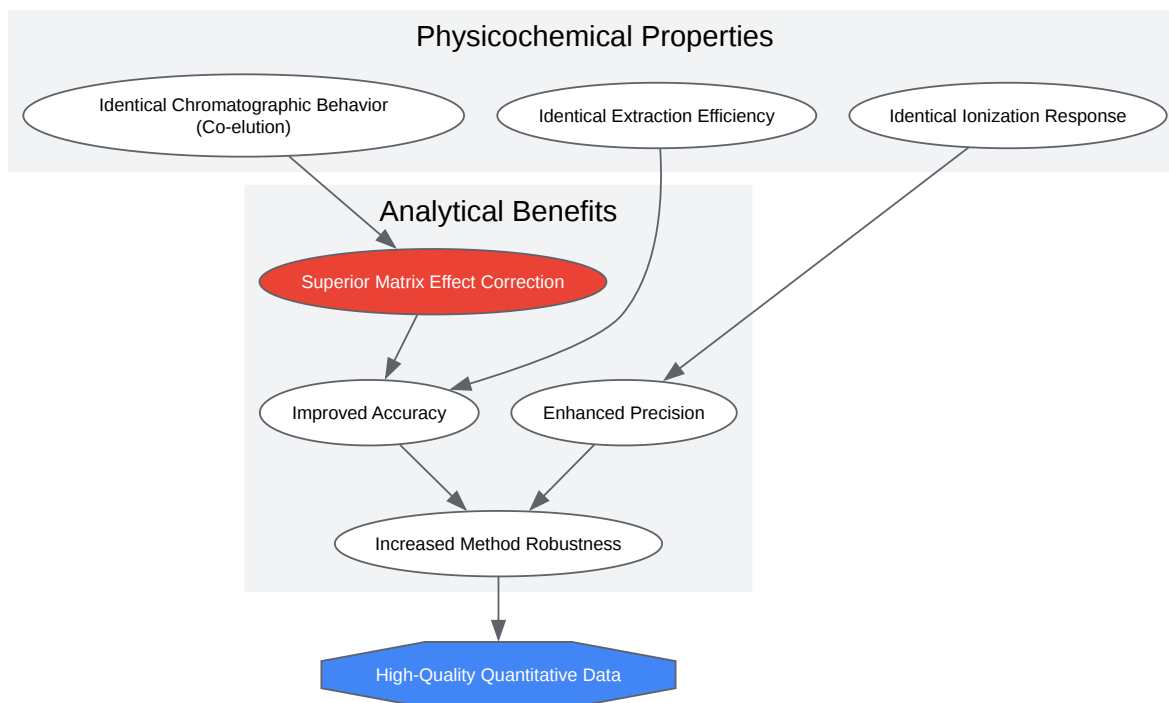 Physicochemical Properties
Identical Chromatographic Behavior
(Co-elution)
Identical Extraction Efficiency
Identical Ionization Response
Analytical Benefits
Superior Matrix Effect Correction
Improved Accuracy
Enhanced Precision
Increased Method Robustness
High-Quality Quantitative Data